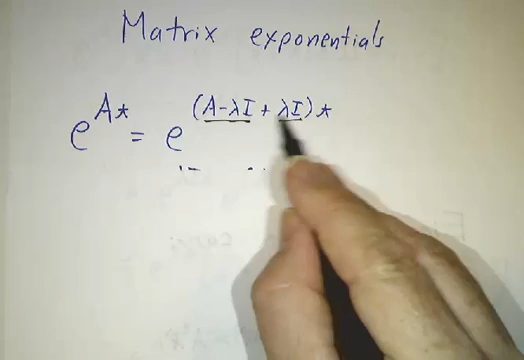 Matrix exponentials
e^{At} = e^{(A-λI + λI)t}